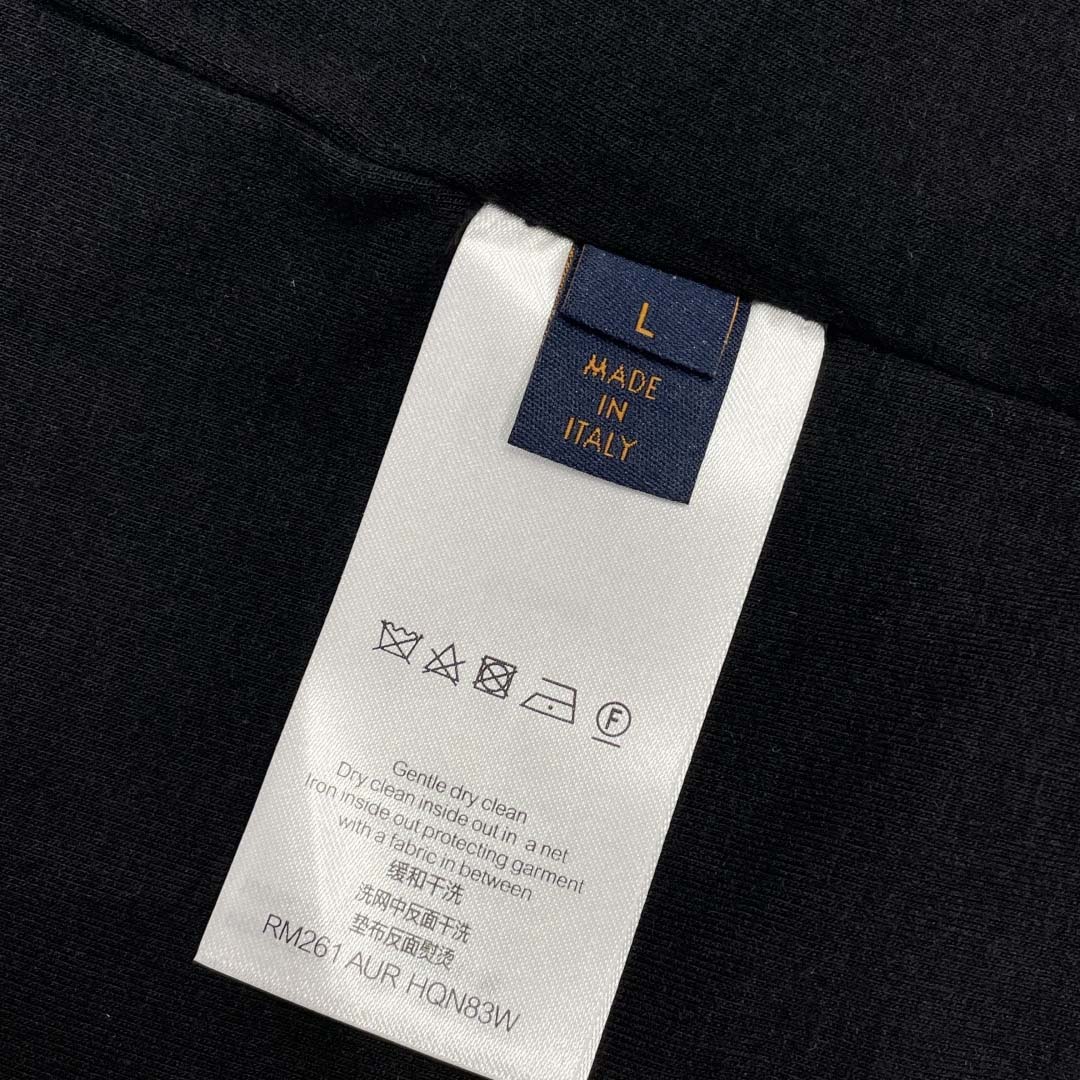 L
MADE
IN
ITALY
F
Gentle dry clean
Dry clean inside out in a net
Iron inside out protecting garment
with a fabric in between
缓和干洗
洗网中反面干洗
垫布反面熨烫
RM261 AUR HQN83W